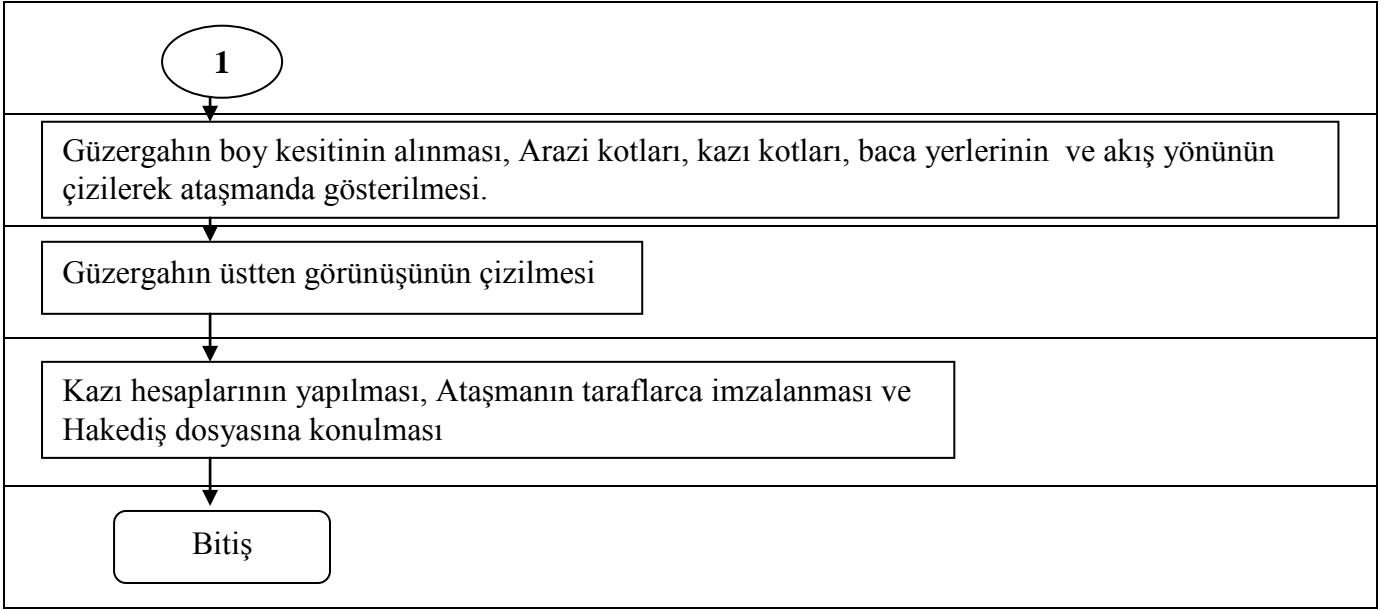 1
Güzergahın boy kesitinin alınması, Arazi kotları, kazı kotları, baca yerlerinin  ve akış yönünün
çizilerek ataşmanda gösterilmesi.
Güzergahın üstten görünüşünün çizilmesi
Kazı hesaplarının yapılması, Ataşmanın taraflarca imzalanması ve
Hakediş dosyasına konulması
Bitiş